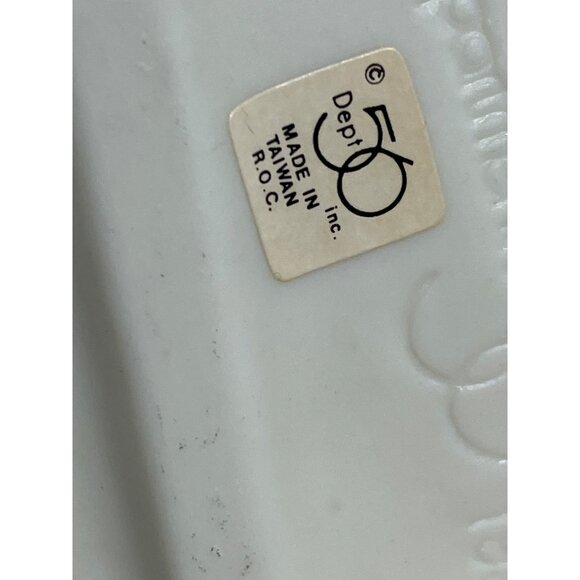 ©
Dept 56 inc.
MADE IN
TAIWAN
R.O.C.